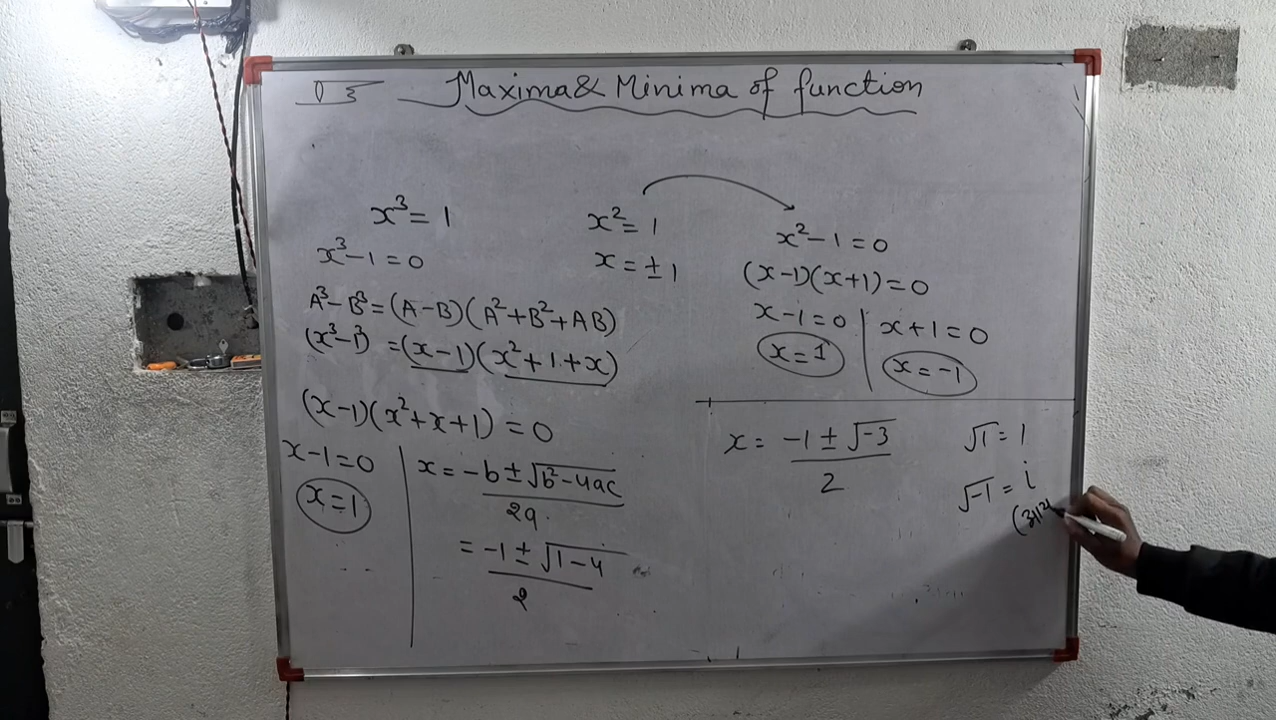 Maxima & Minima of function
x³ = 1
x³ - 1 = 0
A³ - B³ = (A - B)(A² + B² + AB)
(x³ - 1³) = (x - 1)(x² + 1 + x)
(x - 1)(x² + x + 1) = 0
x - 1 = 0
x = 1
x = -b ± √b² - 4ac
2a
= -1 ± √1 - 4
2
x² = 1
x = ± 1
x² - 1 = 0
(x - 1)(x + 1) = 0
x - 1 = 0
x = 1
x + 1 = 0
x = -1
x = -1 ± √-3
2
√1 = 1
√-1 = i